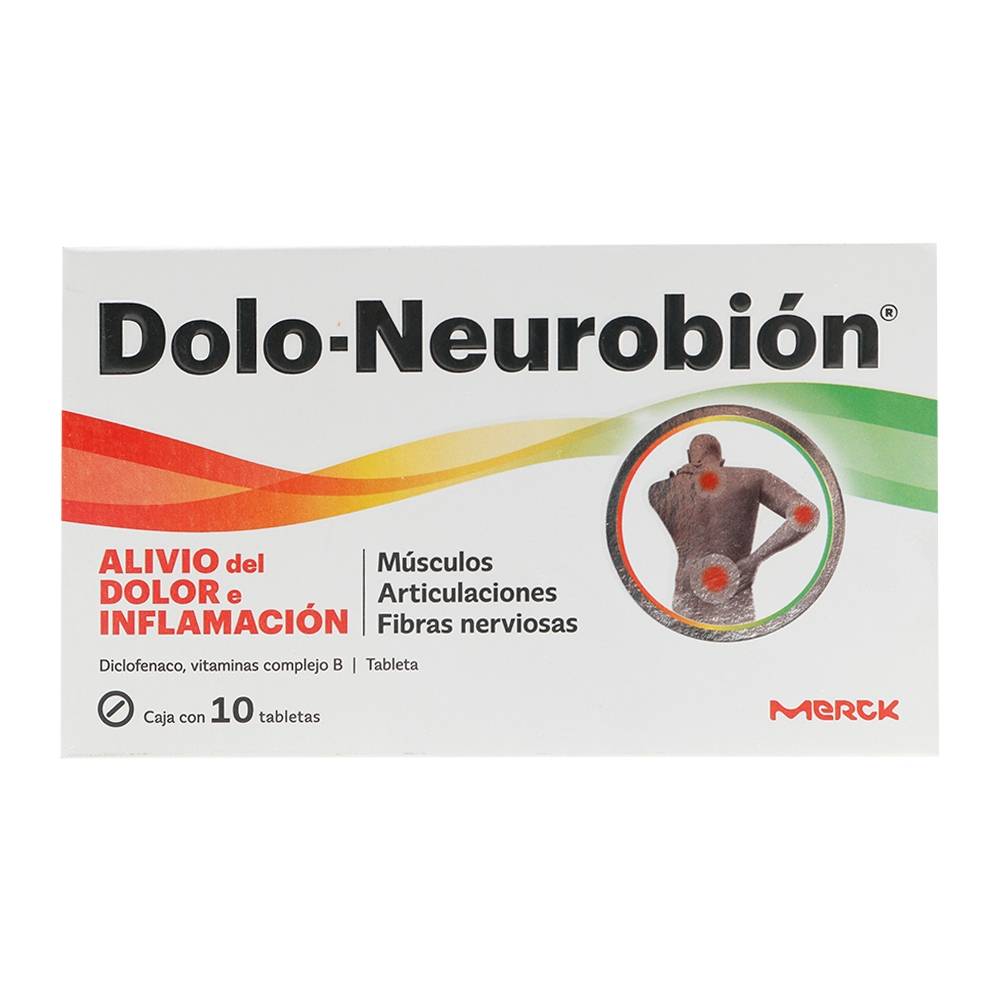 Dolo-Neurobión®
ALIVIO del
DOLOR e
INFLAMACIÓN
Músculos
Articulaciones
Fibras nerviosas
Diclofenaco, vitaminas complejo B | Tableta
Caja con 10 tabletas
MERCK